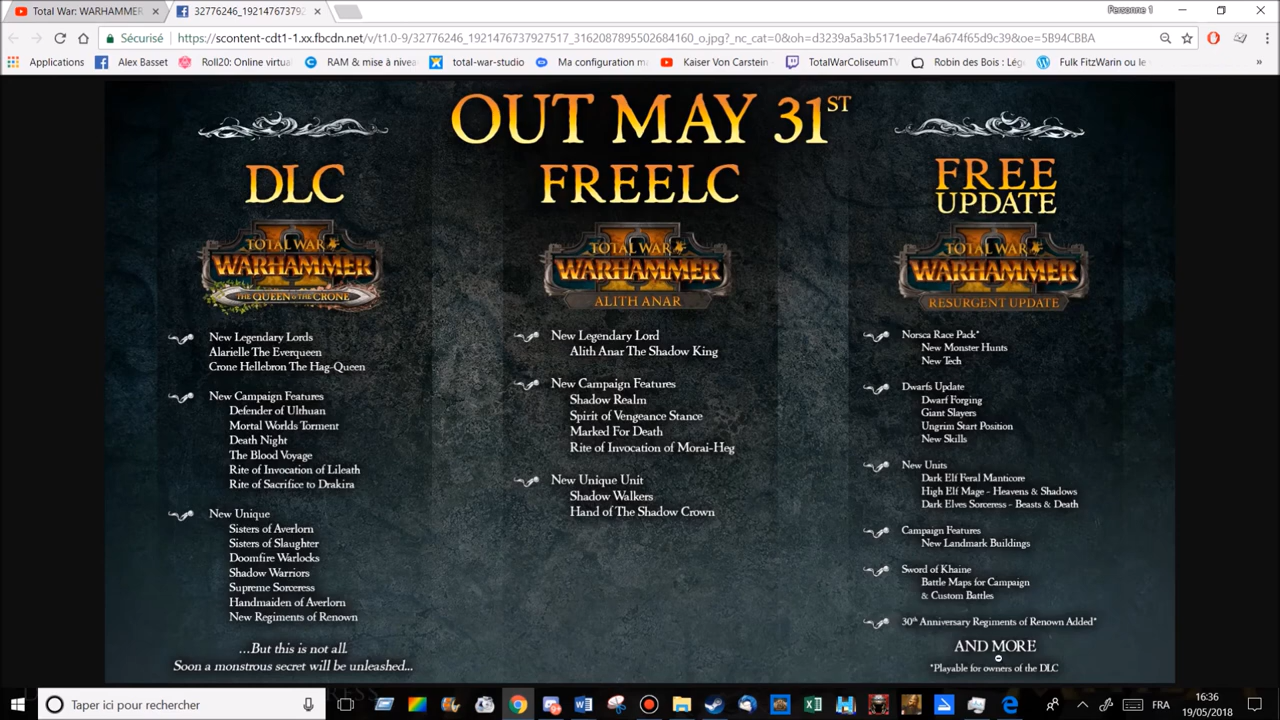 Total War: WARHAMMER
32776246_19214767379
Personne 1
Sécurisé
https://scontent-cdt1-1.xx.fbcdn.net/v/t1.0-9/32776246_1921476737927517_3162087895502684160_o.jpg?_nc_cat=0&oh=d3239a5a3b5171eede74a674f65d9c39&oe=5B94CBBA
Applications
Alex Basset
Roll20: Online virtual
RAM & mise à nivea
total-war-studio
Ma configuration m
Kaiser Von Carstein
TotalWarColiseumTV
Robin des Bois : Lég
Fulk FitzWarin ou le
»
OUT MAY 31ST
DLC
TOTAL WAR
WARHAMMER
II
THE QUEEN & THE CRONE
New Legendary Lords
Alarielle The Everqueen
Crone Hellebron The Hag-Queen
New Campaign Features
Defender of Ulthuan
Mortal Worlds Torment
Death Night
The Blood Voyage
Rite of Invocation of Lileath
Rite of Sacrifice to Drakira
New Unique
Sisters of Averlorn
Sisters of Slaughter
Doomfire Warlocks
Shadow Warriors
Supreme Sorceress
Handmaiden of Averlorn
New Regiments of Renown
...But this is not all.
Soon a monstrous secret will be unleashed...
FREELC
TOTAL WAR
WARHAMMER
II
ALITH ANAR
New Legendary Lord
Alith Anar The Shadow King
New Campaign Features
Shadow Realm
Spirit of Vengeance Stance
Marked For Death
Rite of Invocation of Morai-Heg
New Unique Unit
Shadow Walkers
Hand of The Shadow Crown
FREE
UPDATE
TOTAL WAR
WARHAMMER
II
RESURGENT UPDATE
Norsca Race Pack*
New Monster Hunts
New Tech
Dwarfs Update
Dwarf Forging
Giant Slayers
Ungrim Start Position
New Skills
New Units
Dark Elf Feral Manticore
High Elf Mage - Heavens & Shadows
Dark Elves Sorceress - Beasts & Death
Campaign Features
New Landmark Buildings
Sword of Khaine
Battle Maps for Campaign
& Custom Battles
30th Anniversary Regiments of Renown Added*
AND MORE
*Playable for owners of the DLC
Taper ici pour rechercher
FRA
16:36
19/05/2018